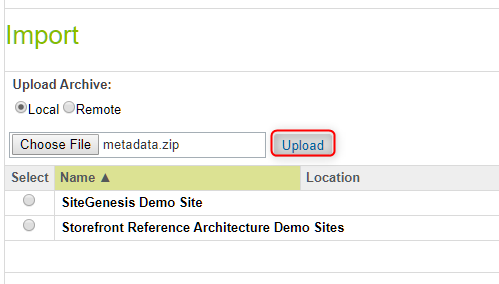 Import
Upload Archive:
Local Remote
Choose File metadata.zip Upload
Select Name ▲ Location
SiteGenesis Demo Site
Storefront Reference Architecture Demo Sites